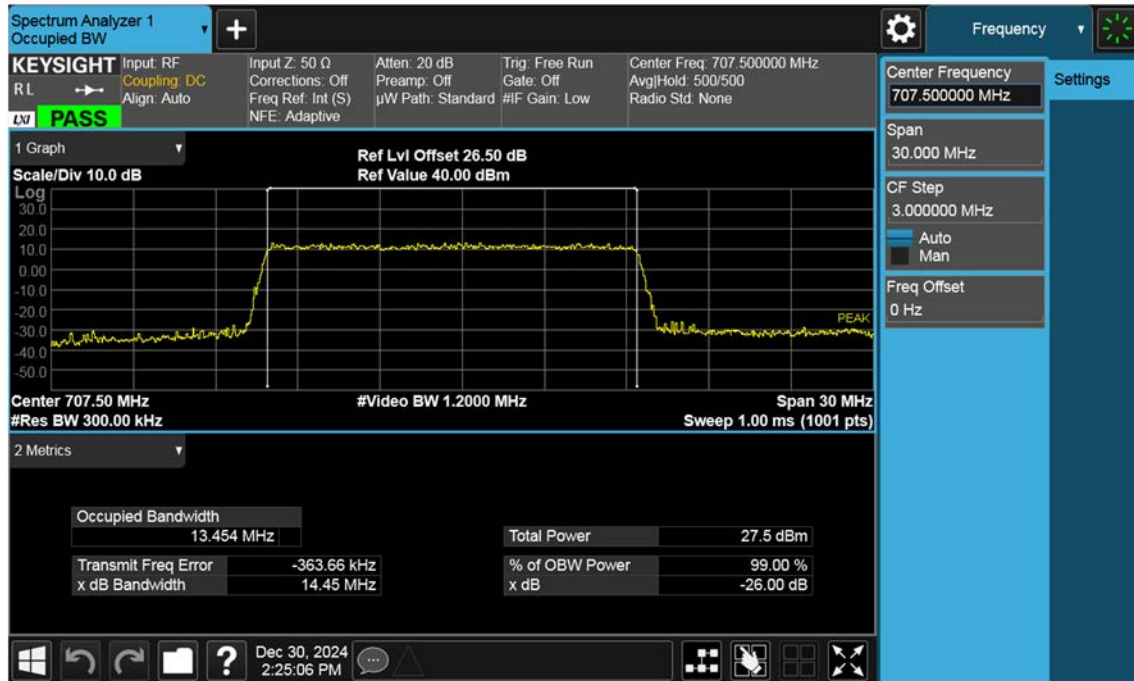 Spectrum Analyzer 1
Occupied BW
+
Frequency
KEYSIGHT
RL
LXI PASS
Input: RF
Coupling: DC
Align: Auto
Input Z: 50 Ω
Corrections: Off
Freq Ref: Int (S)
NFE: Adaptive
Atten: 20 dB
Preamp: Off
µW Path: Standard
Trig: Free Run
Gate: Off
#IF Gain: Low
Center Freq: 707.500000 MHz
Avg|Hold: 500/500
Radio Std: None
Center Frequency
707.500000 MHz
Settings
Span
30.000 MHz
CF Step
3.000000 MHz
Auto
Man
Freq Offset
0 Hz
1 Graph
Scale/Div 10.0 dB
Ref Lvl Offset 26.50 dB
Ref Value 40.00 dBm
Log
30.0
20.0
10.0
0.00
-10.0
-20.0
-30.0
-40.0
-50.0
PEAK
Center 707.50 MHz
#Video BW 1.2000 MHz
Span 30 MHz
#Res BW 300.00 kHz
Sweep 1.00 ms (1001 pts)
2 Metrics
Occupied Bandwidth
13.454 MHz
Total Power 27.5 dBm
Transmit Freq Error -363.66 kHz
% of OBW Power 99.00 %
x dB Bandwidth 14.45 MHz
x dB -26.00 dB
?
Dec 30, 2024
2:25:06 PM